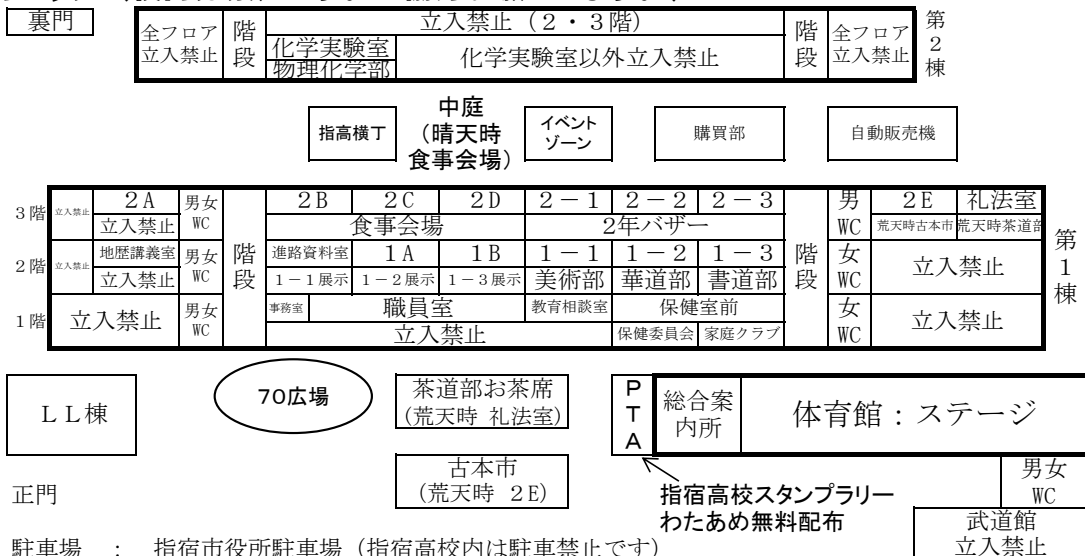 裏門
全フロア
立入禁止
階
段
立入禁止（２・３階）
化学実験室
物理化学部
化学実験室以外立入禁止
階
段
全フロア
立入禁止
第
2
棟
指高横丁
中庭
（晴天時
食事会場）
イベント
ゾーン
購買部
自動販売機
3階
立入禁止
2A
立入禁止
男女
WC
2B
2C
2D
2－1
2－2
2－3
食事会場
2年バザー
男
WC
2E
礼法室
荒天時古本市
荒天時茶道部
2階
立入禁止
地歴講義室
立入禁止
男女
WC
階
段
進路資料室
1A
1B
1－1
1－2
1－3
1－1展示
1－2展示
1－3展示
美術部
華道部
書道部
階
段
女
WC
立入禁止
第
1
棟
1階
立入禁止
男女
WC
事務室
職員室
教育相談室
保健室前
立入禁止
保健委員会
家庭クラブ
女
WC
立入禁止
ＬＬ棟
70広場
茶道部お茶席
(荒天時 礼法室)
P
T
A
総合案
内所
体育館：ステージ
正門
古本市
(荒天時 2E)
指宿高校スタンプラリー
わたあめ無料配布
男女
WC
武道館
立入禁止
駐車場　：　指宿市役所駐車場（指宿高校内は駐車禁止です）